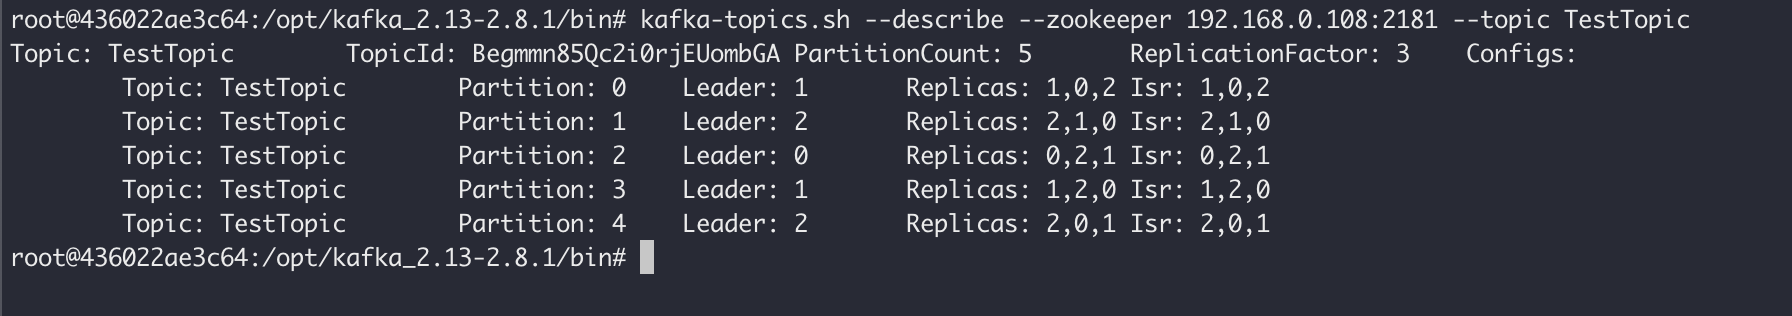 root@436022ae3c64:/opt/kafka_2.13-2.8.1/bin# kafka-topics.sh --describe --zookeeper 192.168.0.108:2181 --topic TestTopic
Topic: TestTopic TopicId: Begmmn85Qc2i0rjEUombGA PartitionCount: 5 ReplicationFactor: 3 Configs:
Topic: TestTopic Partition: 0 Leader: 1 Replicas: 1,0,2 Isr: 1,0,2
Topic: TestTopic Partition: 1 Leader: 2 Replicas: 2,1,0 Isr: 2,1,0
Topic: TestTopic Partition: 2 Leader: 0 Replicas: 0,2,1 Isr: 0,2,1
Topic: TestTopic Partition: 3 Leader: 1 Replicas: 1,2,0 Isr: 1,2,0
Topic: TestTopic Partition: 4 Leader: 2 Replicas: 2,0,1 Isr: 2,0,1
root@436022ae3c64:/opt/kafka_2.13-2.8.1/bin#